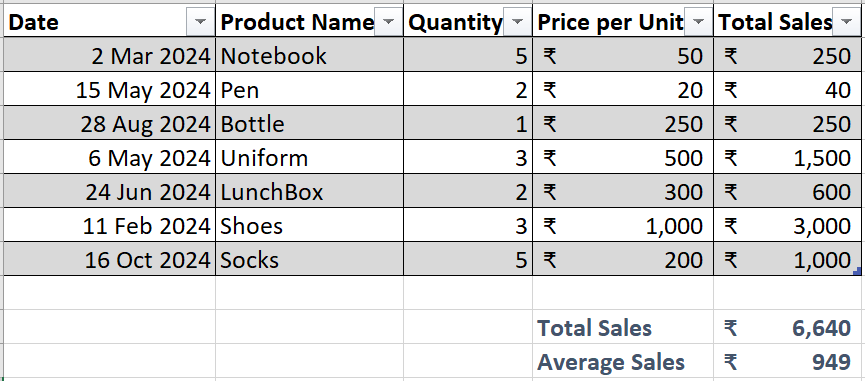 Date Product Name Quantity Price per Unit Total Sales
2 Mar 2024 Notebook 5 ₹ 50 ₹ 250
15 May 2024 Pen 2 ₹ 20 ₹ 40
28 Aug 2024 Bottle 1 ₹ 250 ₹ 250
6 May 2024 Uniform 3 ₹ 500 ₹ 1,500
24 Jun 2024 LunchBox 2 ₹ 300 ₹ 600
11 Feb 2024 Shoes 3 ₹ 1,000 ₹ 3,000
16 Oct 2024 Socks 5 ₹ 200 ₹ 1,000
Total Sales ₹ 6,640
Average Sales ₹ 949